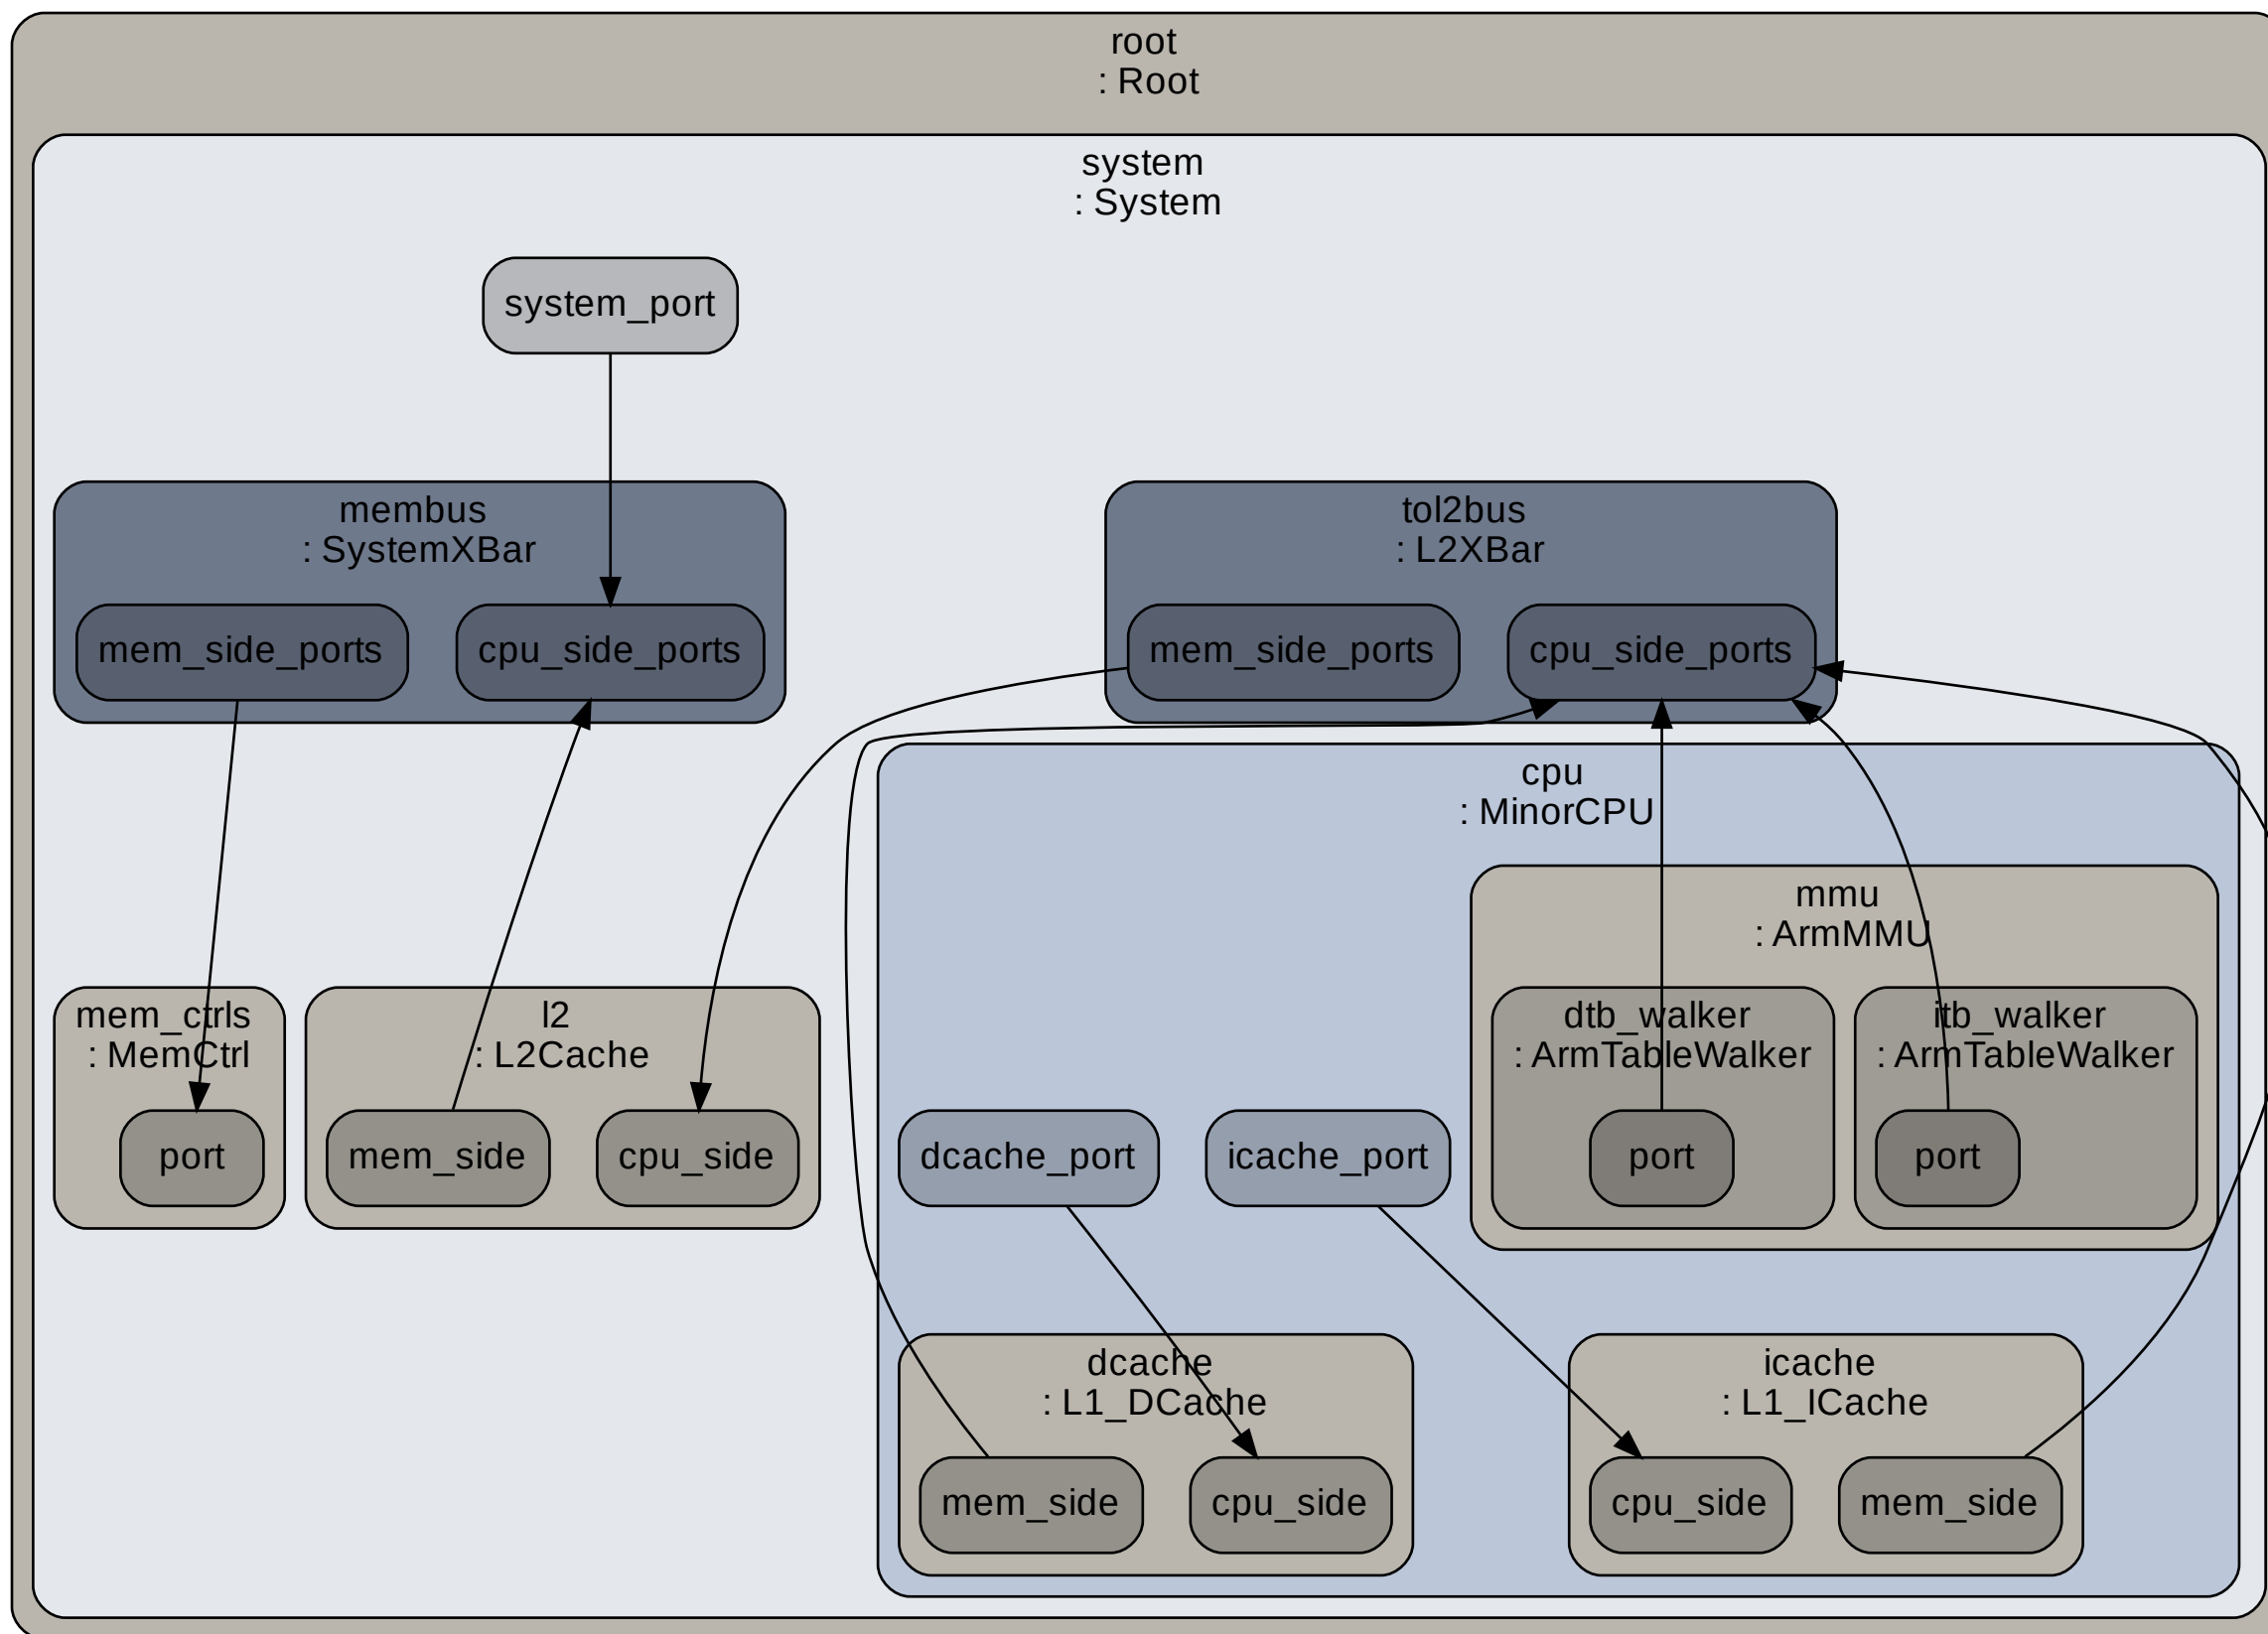 root
: Root
system
: System
system_port
membus
: SystemXBar
mem_side_ports
cpu_side_ports
tol2bus
: L2XBar
mem_side_ports
cpu_side_ports
cpu
: MinorCPU
mmu
: ArmMMU
mem_ctrls
: MemCtrl
port
l2
: L2Cache
mem_side
cpu_side
dcache_port
icache_port
dtb_walker
: ArmTableWalker
port
itb_walker
: ArmTableWalker
port
dcache
: L1_DCache
mem_side
cpu_side
icache
: L1_ICache
cpu_side
mem_side